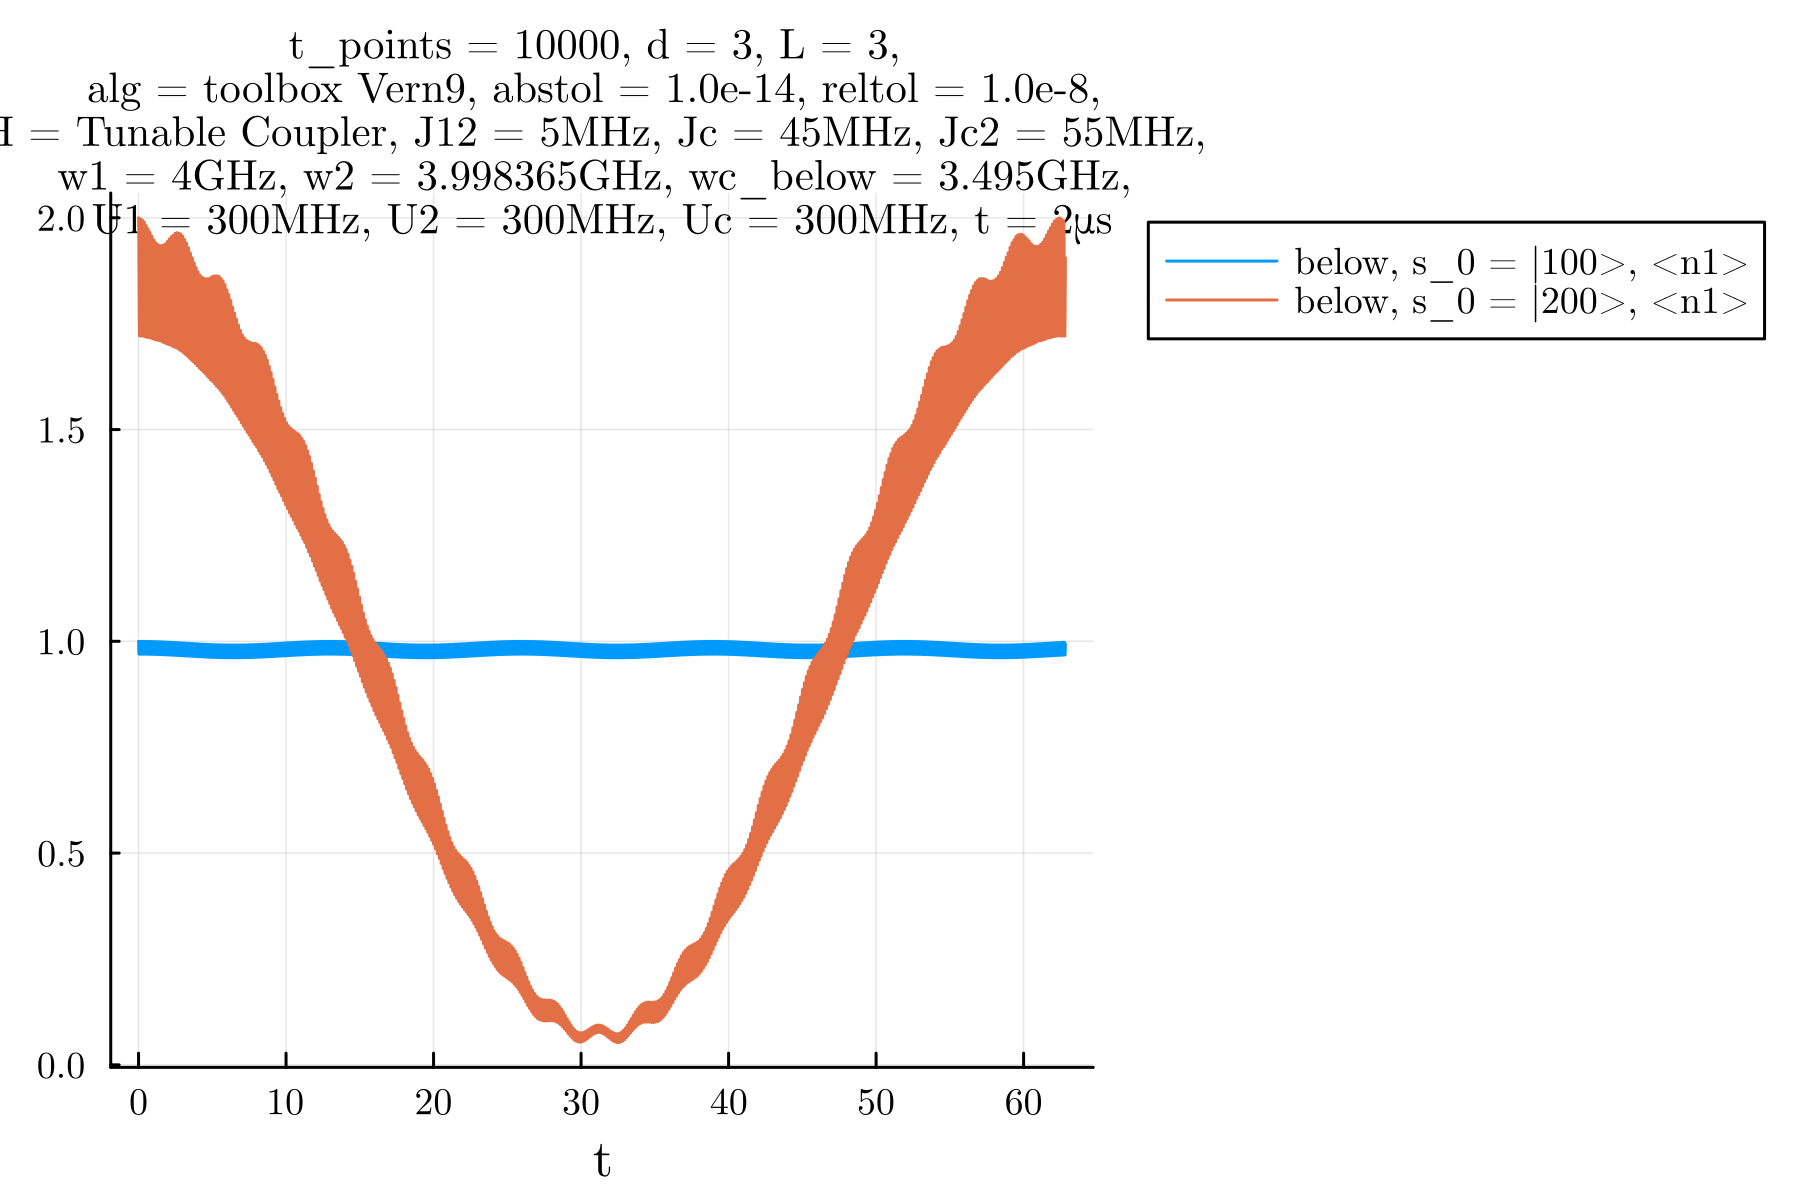 t_points = 10000, d = 3, L = 3,
alg = toolbox Vern9, abstol = 1.0e-14, reltol = 1.0e-8,
H = Tunable Coupler, J12 = 5MHz, Jc = 45MHz, Jc2 = 55MHz,
w1 = 4GHz, w2 = 3.998365GHz, wc_below = 3.495GHz,
U1 = 300MHz, U2 = 300MHz, Uc = 300MHz, t = 2μs
below, s_0 = |100>, <n1>
below, s_0 = |200>, <n1>
2.0
1.5
1.0
0.5
0.0
0 10 20 30 40 50 60
t